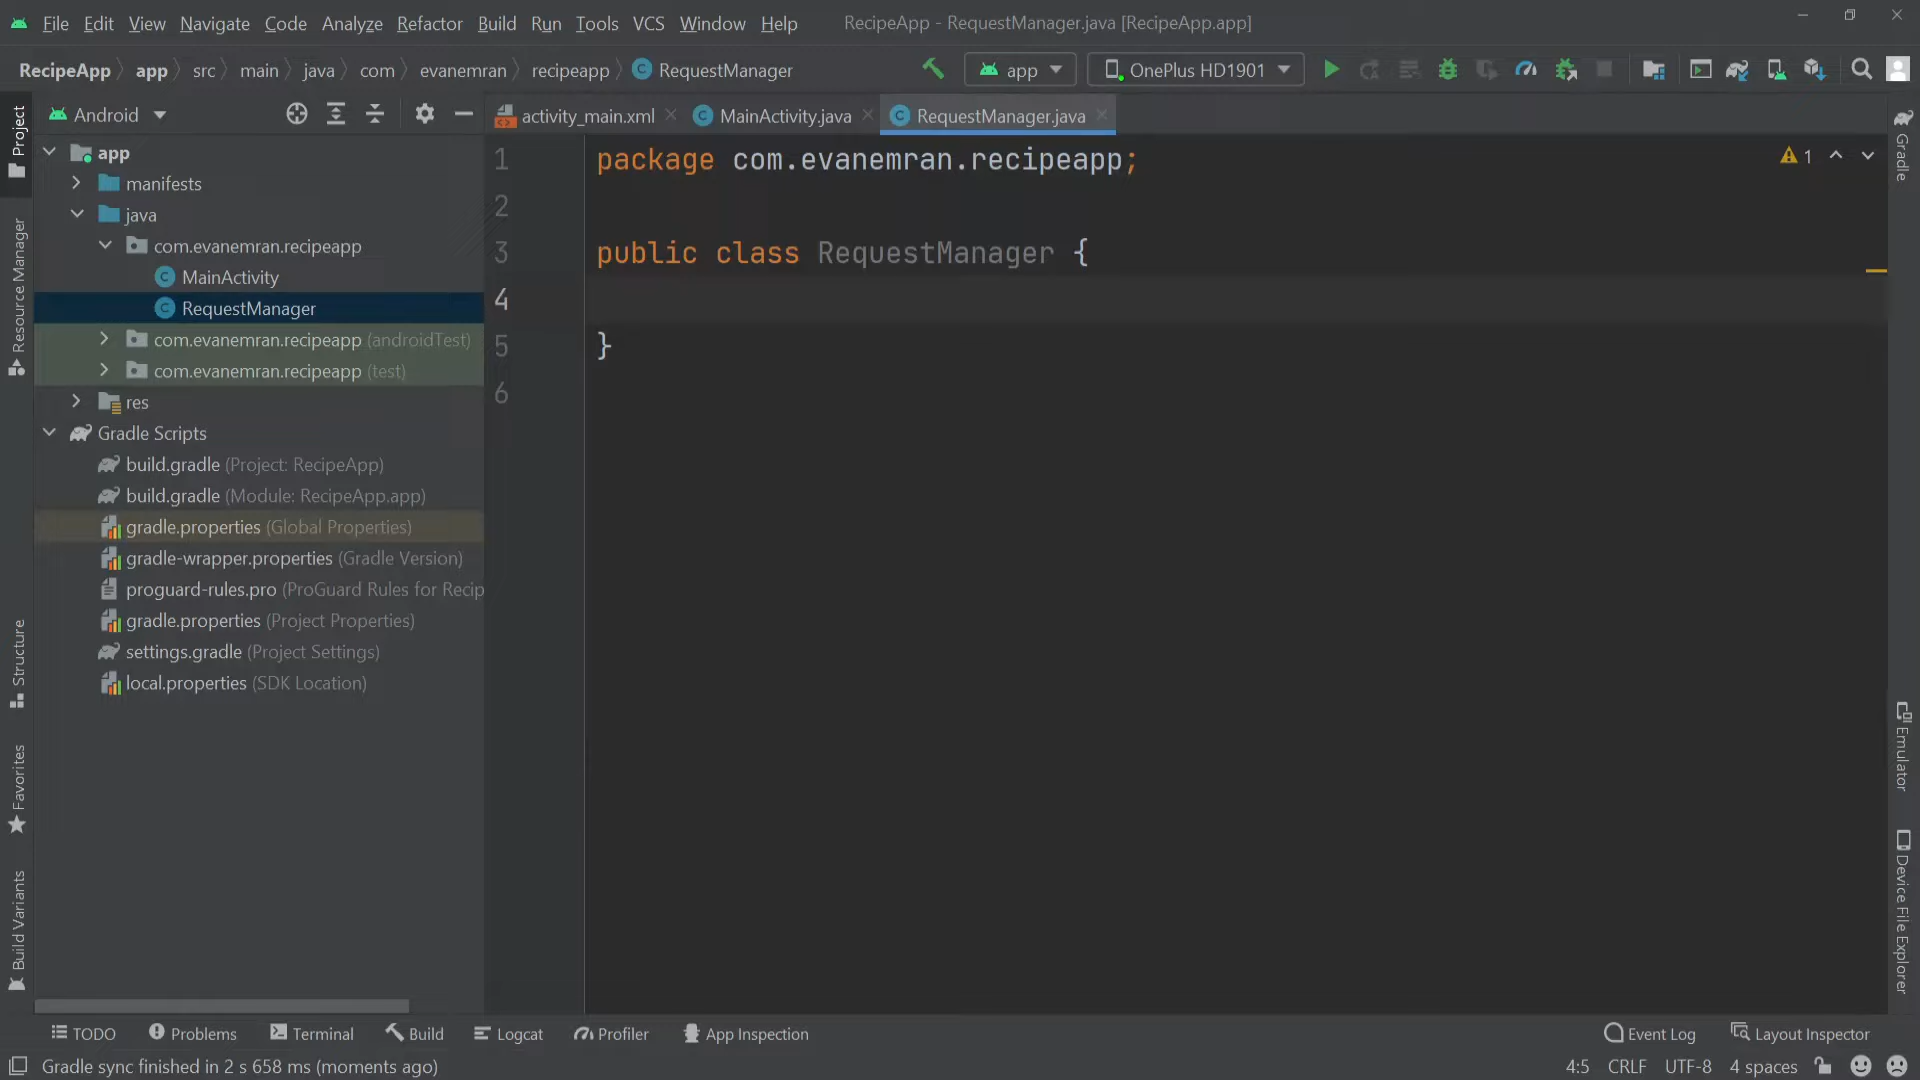 File Edit View Navigate Code Analyze Refactor Build Run Tools VCS Window Help RecipeApp - RequestManager.java [RecipeApp.app]
RecipeApp app src main java com evanemran recipeapp RequestManager app OnePlus HD1901
Android
activity_main.xml MainActivity.java RequestManager.java
app
manifests
java
com.evanemran.recipeapp
MainActivity
RequestManager
com.evanemran.recipeapp (androidTest)
com.evanemran.recipeapp (test)
res
Gradle Scripts
build.gradle (Project: RecipeApp)
build.gradle (Module: RecipeApp.app)
gradle.properties (Global Properties)
gradle-wrapper.properties (Gradle Version)
proguard-rules.pro (ProGuard Rules for Recip
gradle.properties (Project Properties)
settings.gradle (Project Settings)
local.properties (SDK Location)
1 package com.evanemran.recipeapp;
2
3 public class RequestManager {
4
5 }
6
1
Project
Resource Manager
Structure
Favorites
Build Variants
Gradle
Emulator
Device File Explorer
TODO Problems Terminal Build Logcat Profiler App Inspection Event Log Layout Inspector
Gradle sync finished in 2 s 658 ms (moments ago) 4:5 CRLF UTF-8 4 spaces